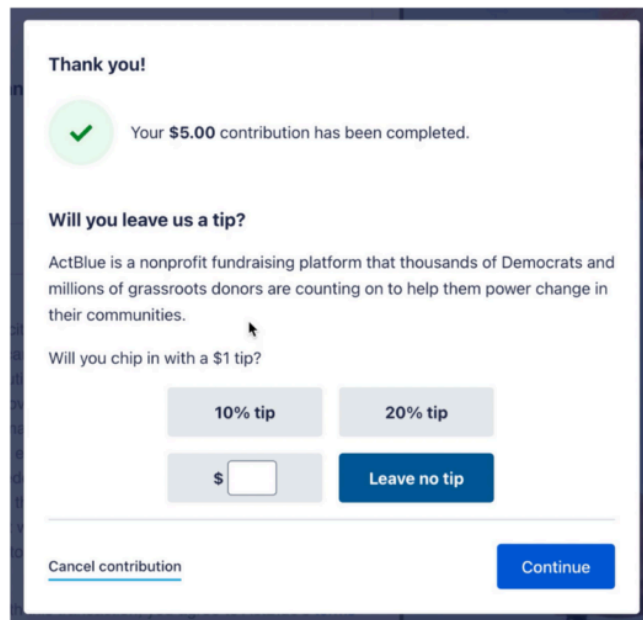 Thank you!
Your $5.00 contribution has been completed.
Will you leave us a tip?
ActBlue is a nonprofit fundraising platform that thousands of Democrats and
millions of grassroots donors are counting on to help them power change in
their communities.
Will you chip in with a $1 tip?
10% tip
20% tip
$
Leave no tip
Cancel contribution
Continue